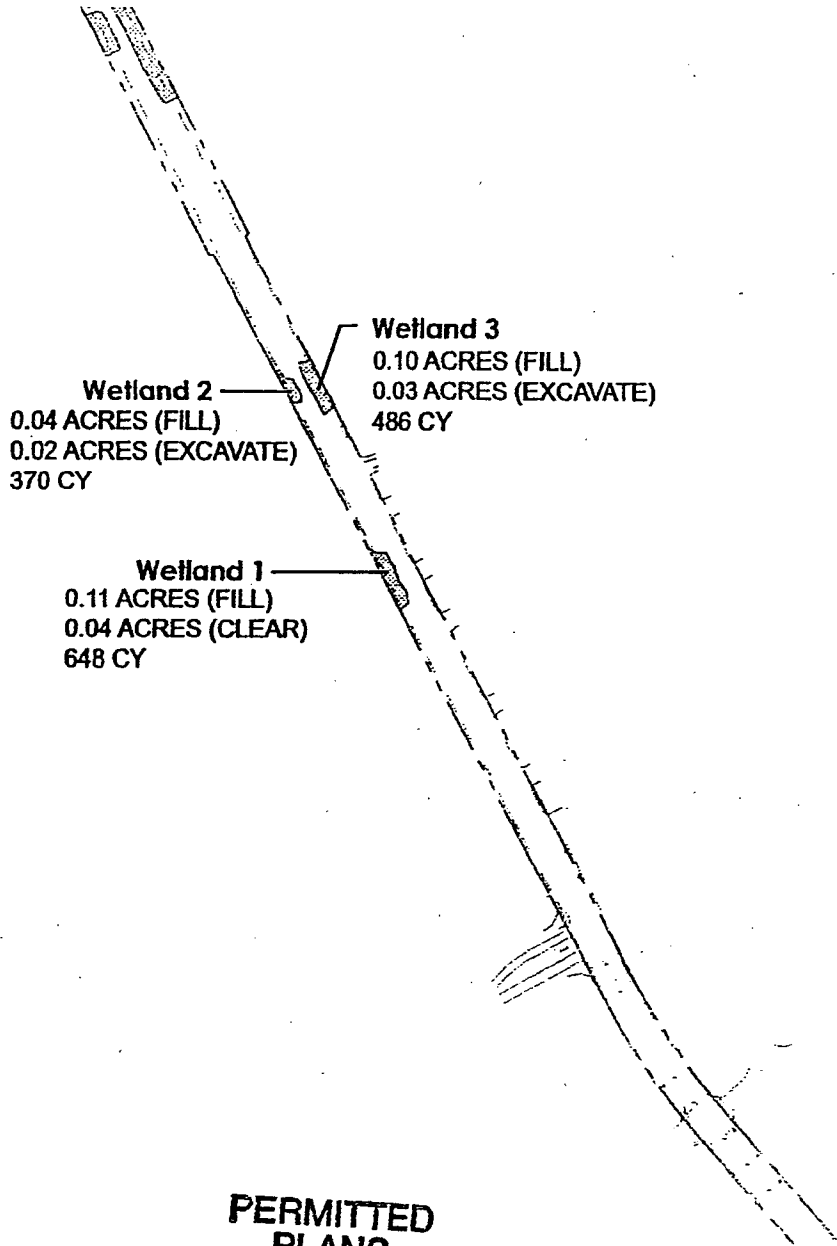 Wetland 3
0.10 ACRES (FILL)
0.03 ACRES (EXCAVATE)
486 CY
Wetland 2
0.04 ACRES (FILL)
0.02 ACRES (EXCAVATE)
370 CY
Wetland 1
0.11 ACRES (FILL)
0.04 ACRES (CLEAR)
648 CY
PERMITTED
PLANS